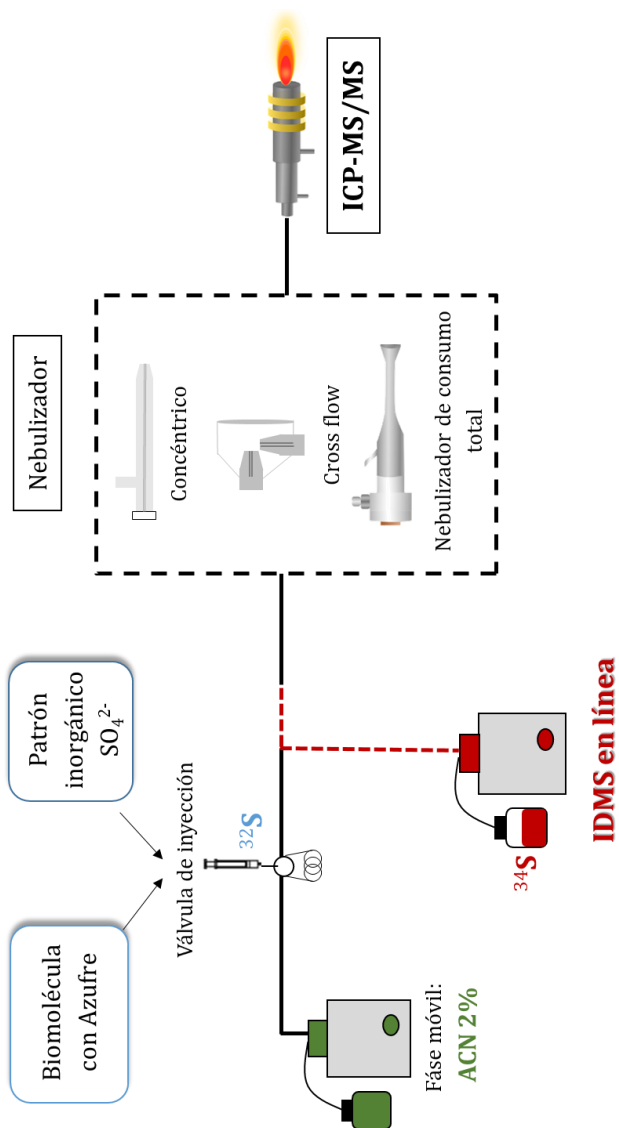 Biomolécula
con Azufre
Patrón
inorgánico
SO₄²⁻
Válvula de inyección
³²S
Fáse móvil:
ACN 2%
³⁴S
IDMS en línea
Nebulizador
Concéntrico
Cross flow
Nebulizador de consumo
total
ICP-MS/MS